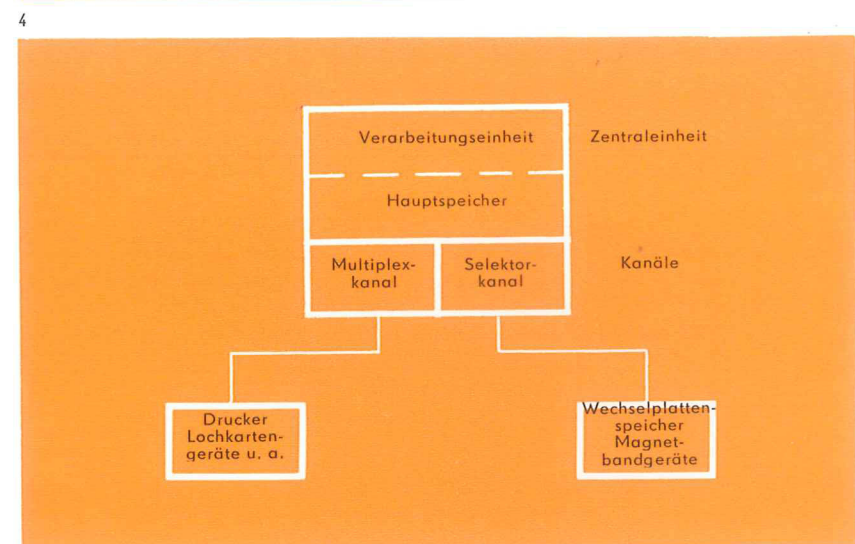 4
Verarbeitungseinheit Zentraleinheit
Hauptspeicher
Multiplex-
kanal
Selektor-
kanal
Kanäle
Drucker
Lochkarten-
geräte u. a.
Wechselplatten-
speicher
Magnet-
bandgeräte